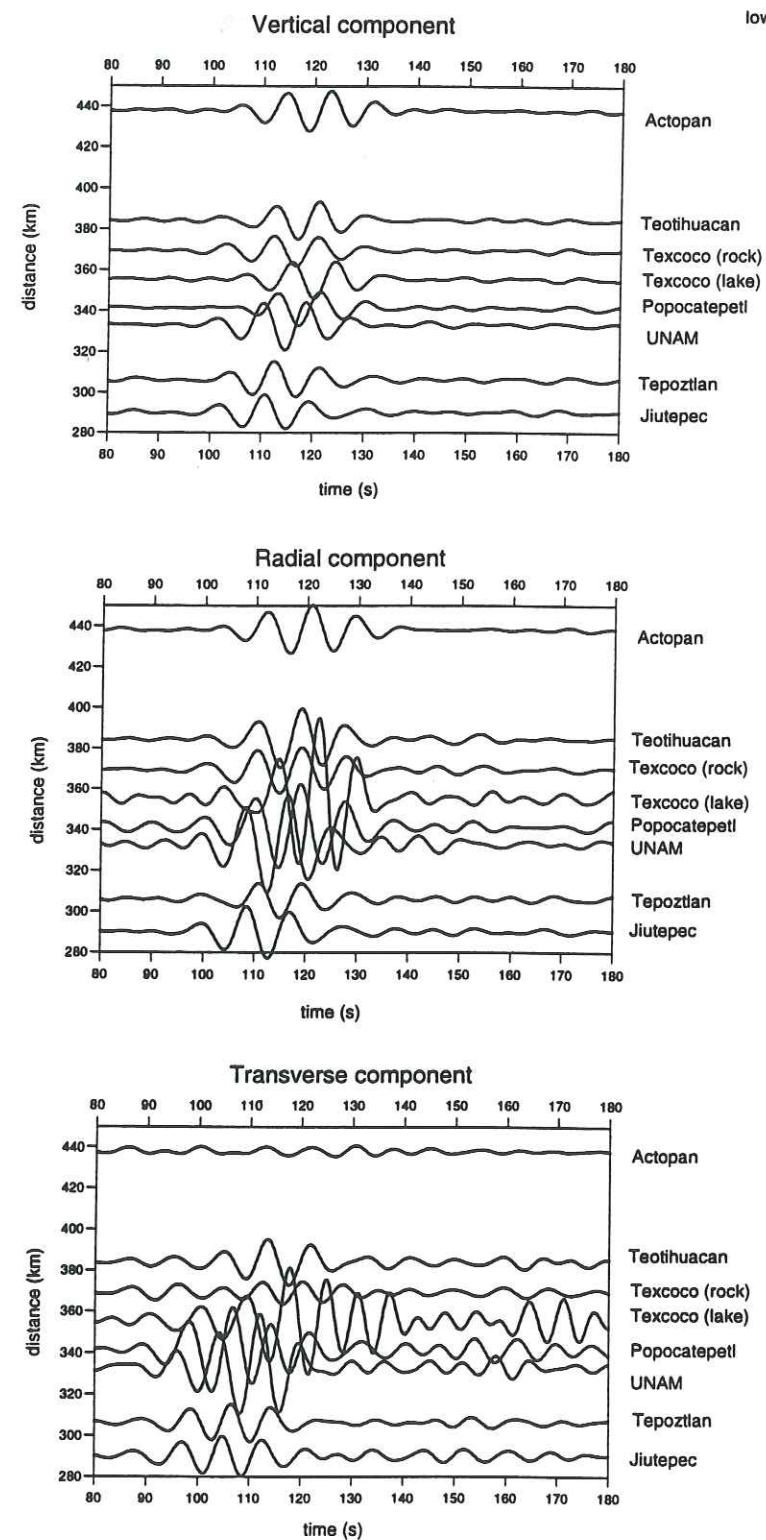 Vertical component
low
80 90 100 110 120 130 140 150 160 170 180
440
420
400
380
360
340
320
300
280
distance (km)
Actopan
Teotihuacan
Texcoco (rock)
Texcoco (lake)
Popocatepetl
UNAM
Tepoztlan
Jiutepec
80 90 100 110 120 130 140 150 160 170 180
time (s)
Radial component
80 90 100 110 120 130 140 150 160 170 180
440
420
400
380
360
340
320
300
280
distance (km)
Actopan
Teotihuacan
Texcoco (rock)
Texcoco (lake)
Popocatepetl
UNAM
Tepoztlan
Jiutepec
80 90 100 110 120 130 140 150 160 170 180
time (s)
Transverse component
80 90 100 110 120 130 140 150 160 170 180
440
420
400
380
360
340
320
300
280
distance (km)
Actopan
Teotihuacan
Texcoco (rock)
Texcoco (lake)
Popocatepetl
UNAM
Tepoztlan
Jiutepec
80 90 100 110 120 130 140 150 160 170 180
time (s)